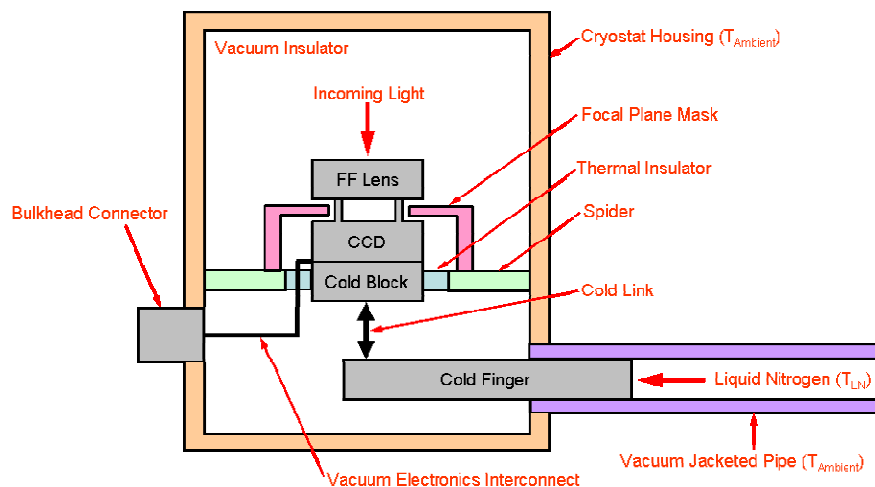 Cryostat Housing (TAmbient)
Vacuum Insulator
Incoming Light
Focal Plane Mask
Thermal Insulator
FF Lens
Bulkhead Connector
Spider
CCD
Cold Block
Cold Link
Cold Finger
Liquid Nitrogen (TLN)
Vacuum Jacketed Pipe (TAmbient)
Vacuum Electronics Interconnect